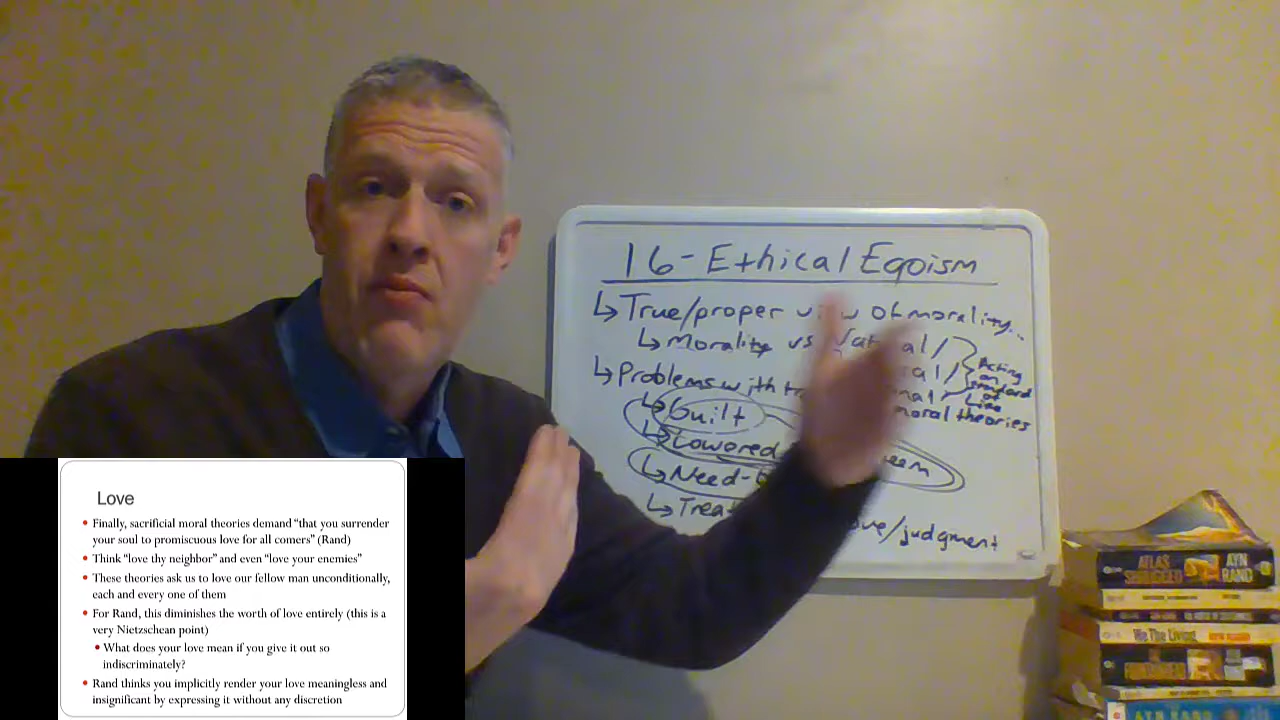 16- Ethical Egoism
↳ True/proper view of morality...
↳ Morality vs
Acting
on
standard
of
↳ Problems with
moral theories
↳ Guilt
↳ Lowered
↳ Need-
↳ Treat
/judgment
Love
• Finally, sacrificial moral theories demand “that you surrender
your soul to promiscuous love for all comers” (Rand)
• Think “love thy neighbor” and even “love your enemies”
• These theories ask us to love our fellow man unconditionally,
each and every one of them
• For Rand, this diminishes the worth of love entirely (this is a
very Nietzschean point)
• What does your love mean if you give it out so
indiscriminately?
• Rand thinks you implicitly render your love meaningless and
insignificant by expressing it without any discretion
ATLAS
SHRUGGED
AYN
RAND
We The Living
AYN RAND